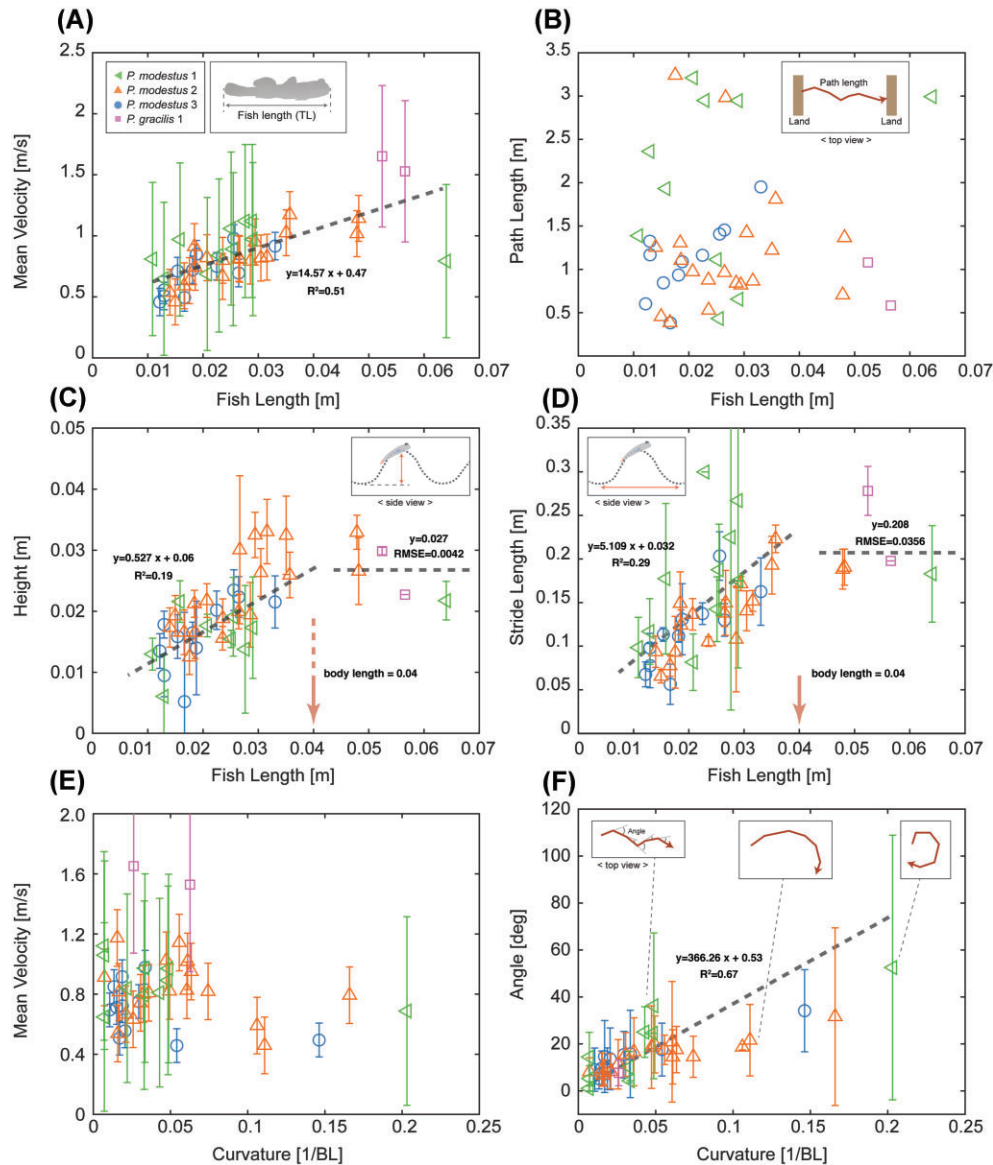 (A)
Mean Velocity [m/s]
2.5
2
1.5
1
0.5
0
P. modestus 1
P. modestus 2
P. modestus 3
P. gracilis 1
Fish length (TL)
y=14.57 x + 0.47
R²=0.51
0
0.01
0.02
0.03
0.04
0.05
0.06
0.07
Fish Length [m]
(B)
Path Length [m]
3.5
3
2.5
2
1.5
1
0.5
0
Path length
Land
Land
< top view >
0
0.01
0.02
0.03
0.04
0.05
0.06
0.07
Fish Length [m]
(C)
Height [m]
0.05
0.04
0.03
0.02
0.01
0
< side view >
y=0.527 x + 0.06
R²=0.19
y=0.027
RMSE=0.0042
body length = 0.04
0
0.01
0.02
0.03
0.04
0.05
0.06
0.07
Fish Length [m]
(D)
Stride Length [m]
0.35
0.3
0.25
0.2
0.15
0.1
0.05
0
< side view >
y=5.109 x + 0.032
R²=0.29
y=0.208
RMSE=0.0356
body length = 0.04
0
0.01
0.02
0.03
0.04
0.05
0.06
0.07
Fish Length [m]
(E)
Mean Velocity [m/s]
2.0
1.6
1.2
0.8
0.4
0
0
0.05
0.1
0.15
0.2
0.25
Curvature [1/BL]
(F)
Angle [deg]
120
100
80
60
40
20
0
Angle
< top view >
y=366.26 x + 0.53
R²=0.67
0
0.05
0.1
0.15
0.2
0.25
Curvature [1/BL]